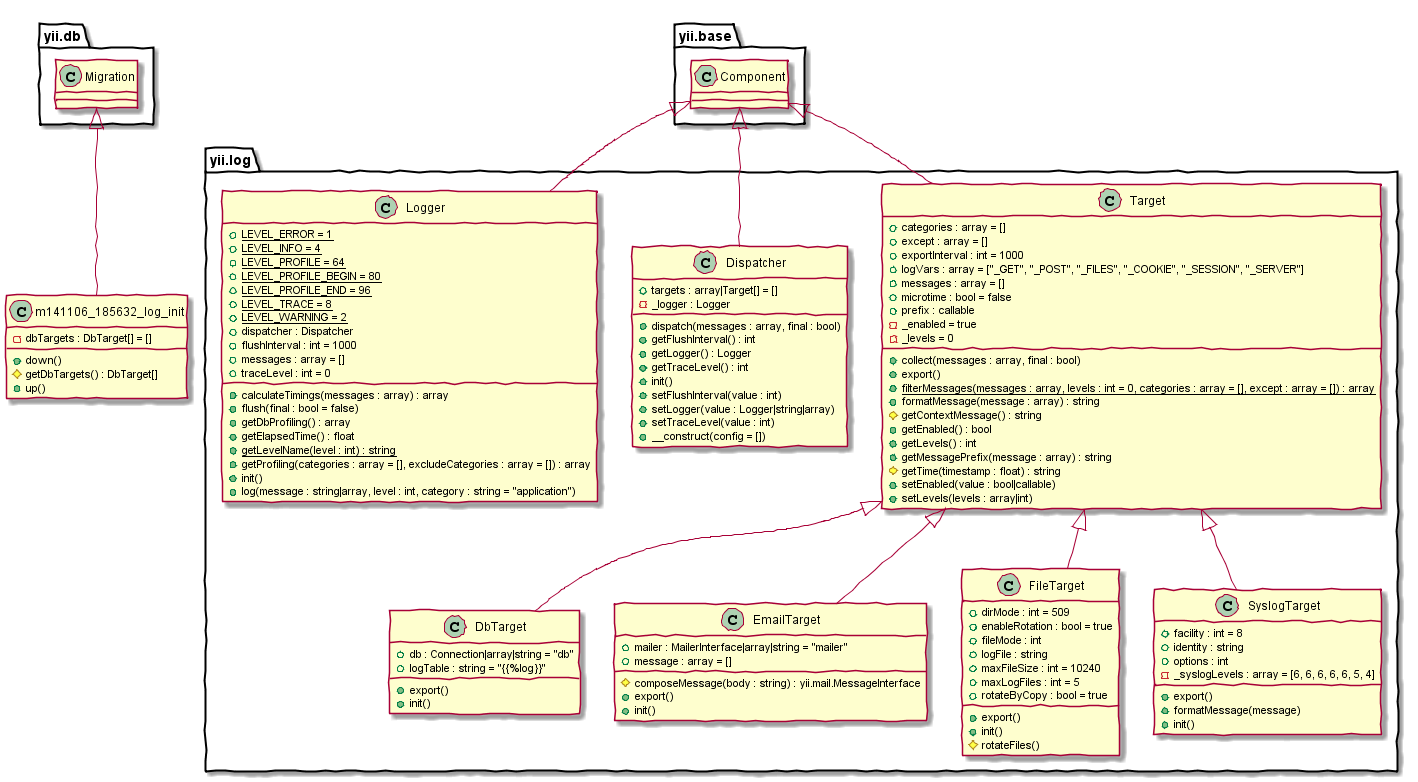 yii.db
C Migration
yii.base
C Component
yii.log
C m141106_185632_log_init
dbTargets : DbTarget[] = []
down()
getDbTargets() : DbTarget[]
up()
C Logger
LEVEL_ERROR = 1
LEVEL_INFO = 4
LEVEL_PROFILE = 64
LEVEL_PROFILE_BEGIN = 80
LEVEL_PROFILE_END = 96
LEVEL_TRACE = 8
LEVEL_WARNING = 2
dispatcher : Dispatcher
flushInterval : int = 1000
messages : array = []
traceLevel : int = 0
calculateTimings(messages : array) : array
flush(final : bool = false)
getDbProfiling() : array
getElapsedTime() : float
getLevelName(level : int) : string
getProfiling(categories : array = [], excludeCategories : array = []) : array
init()
log(message : string|array, level : int, category : string = "application")
C Dispatcher
targets : array|Target[] = []
_logger : Logger
dispatch(messages : array, final : bool)
getFlushInterval() : int
getLogger() : Logger
getTraceLevel() : int
init()
setFlushInterval(value : int)
setLogger(value : Logger|string|array)
setTraceLevel(value : int)
__construct(config = [])
C Target
categories : array = []
except : array = []
exportInterval : int = 1000
logVars : array = ["_GET", "_POST", "_FILES", "_COOKIE", "_SESSION", "_SERVER"]
messages : array = []
microtime : bool = false
prefix : callable
_enabled = true
_levels = 0
collect(messages : array, final : bool)
export()
filterMessages(messages : array, levels : int = 0, categories : array = [], except : array = []) : array
formatMessage(message : array) : string
getContextMessage() : string
getEnabled() : bool
getLevels() : int
getMessagePrefix(message : array) : string
getTime(timestamp : float) : string
setEnabled(value : bool|callable)
setLevels(levels : array|int)
C DbTarget
db : Connection|array|string = "db"
logTable : string = "{{%log}}"
export()
init()
C EmailTarget
mailer : MailerInterface|array|string = "mailer"
message : array = []
composeMessage(body : string) : yii.mail.MessageInterface
export()
init()
C FileTarget
dirMode : int = 509
enableRotation : bool = true
fileMode : int
logFile : string
maxFileSize : int = 10240
maxLogFiles : int = 5
rotateByCopy : bool = true
export()
init()
rotateFiles()
C SyslogTarget
facility : int = 8
identity : string
options : int
_syslogLevels : array = [6, 6, 6, 6, 6, 5, 4]
export()
formatMessage(message)
init()